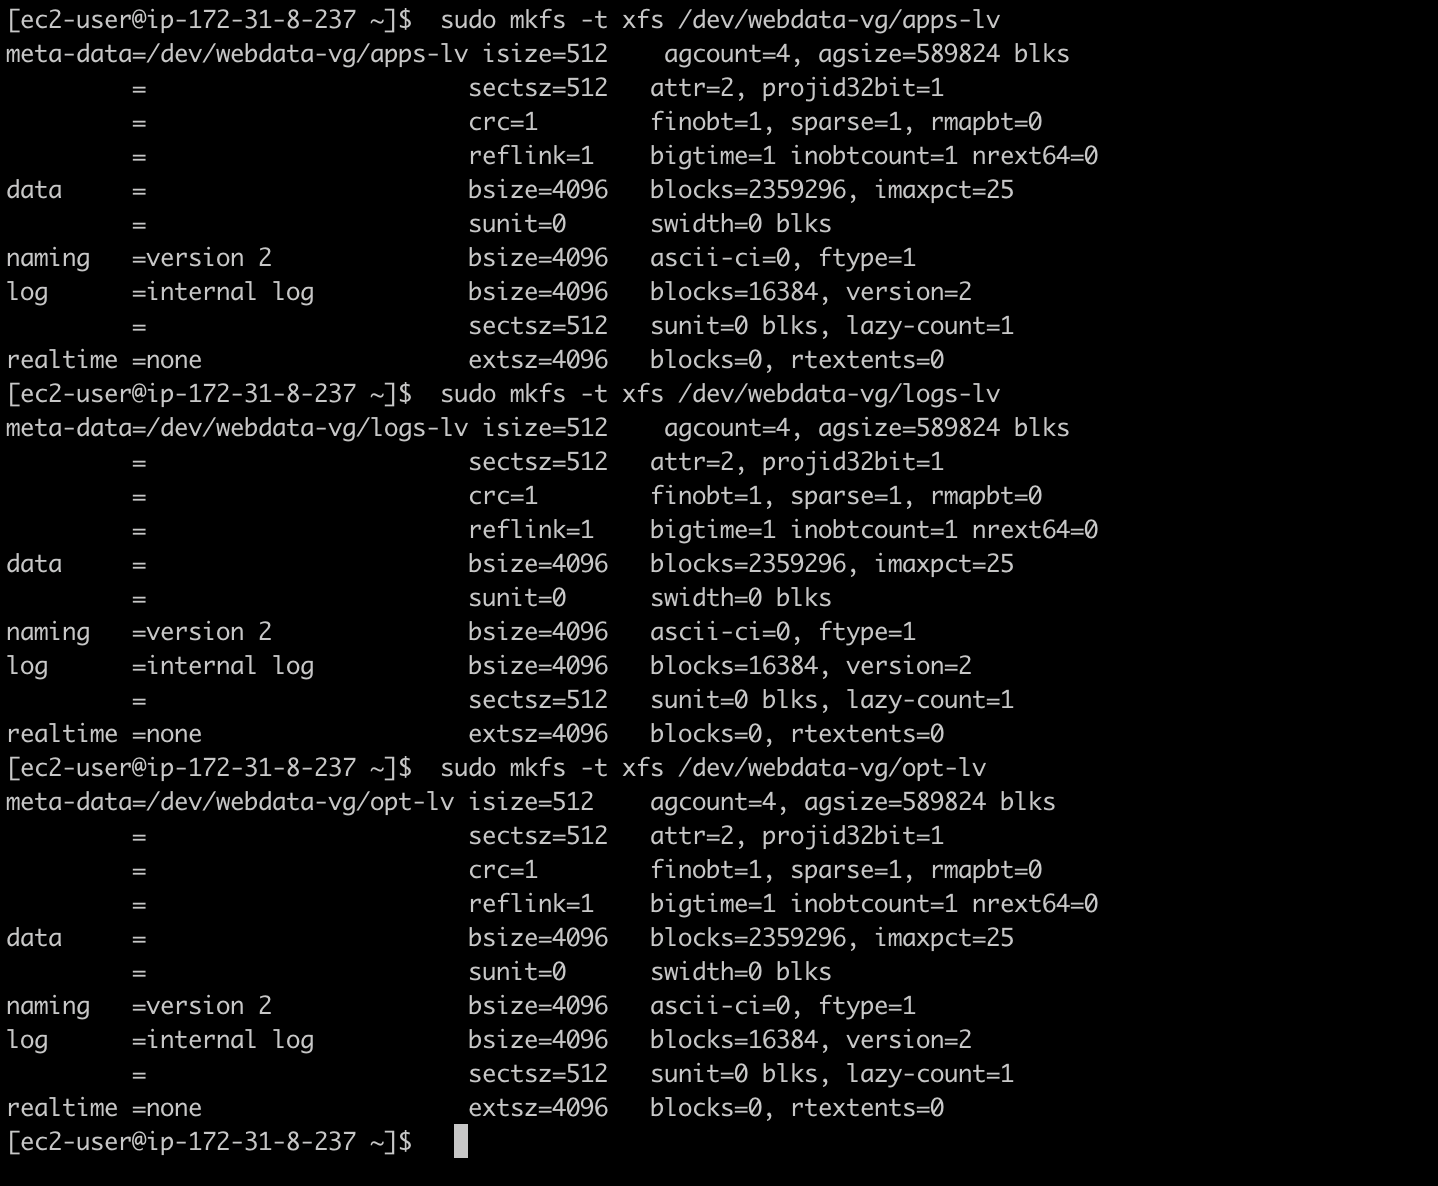 [ec2-user@ip-172-31-8-237 ~]$  sudo mkfs -t xfs /dev/webdata-vg/apps-lv
meta-data=/dev/webdata-vg/apps-lv isize=512    agcount=4, agsize=589824 blks
         =                       sectsz=512   attr=2, projid32bit=1
         =                       crc=1        finobt=1, sparse=1, rmapbt=0
         =                       reflink=1    bigtime=1 inobtcount=1 nrext64=0
data     =                       bsize=4096   blocks=2359296, imaxpct=25
         =                       sunit=0      swidth=0 blks
naming   =version 2              bsize=4096   ascii-ci=0, ftype=1
log      =internal log           bsize=4096   blocks=16384, version=2
         =                       sectsz=512   sunit=0 blks, lazy-count=1
realtime =none                   extsz=4096   blocks=0, rtextents=0
[ec2-user@ip-172-31-8-237 ~]$  sudo mkfs -t xfs /dev/webdata-vg/logs-lv
meta-data=/dev/webdata-vg/logs-lv isize=512    agcount=4, agsize=589824 blks
         =                       sectsz=512   attr=2, projid32bit=1
         =                       crc=1        finobt=1, sparse=1, rmapbt=0
         =                       reflink=1    bigtime=1 inobtcount=1 nrext64=0
data     =                       bsize=4096   blocks=2359296, imaxpct=25
         =                       sunit=0      swidth=0 blks
naming   =version 2              bsize=4096   ascii-ci=0, ftype=1
log      =internal log           bsize=4096   blocks=16384, version=2
         =                       sectsz=512   sunit=0 blks, lazy-count=1
realtime =none                   extsz=4096   blocks=0, rtextents=0
[ec2-user@ip-172-31-8-237 ~]$  sudo mkfs -t xfs /dev/webdata-vg/opt-lv
meta-data=/dev/webdata-vg/opt-lv isize=512    agcount=4, agsize=589824 blks
         =                       sectsz=512   attr=2, projid32bit=1
         =                       crc=1        finobt=1, sparse=1, rmapbt=0
         =                       reflink=1    bigtime=1 inobtcount=1 nrext64=0
data     =                       bsize=4096   blocks=2359296, imaxpct=25
         =                       sunit=0      swidth=0 blks
naming   =version 2              bsize=4096   ascii-ci=0, ftype=1
log      =internal log           bsize=4096   blocks=16384, version=2
         =                       sectsz=512   sunit=0 blks, lazy-count=1
realtime =none                   extsz=4096   blocks=0, rtextents=0
[ec2-user@ip-172-31-8-237 ~]$